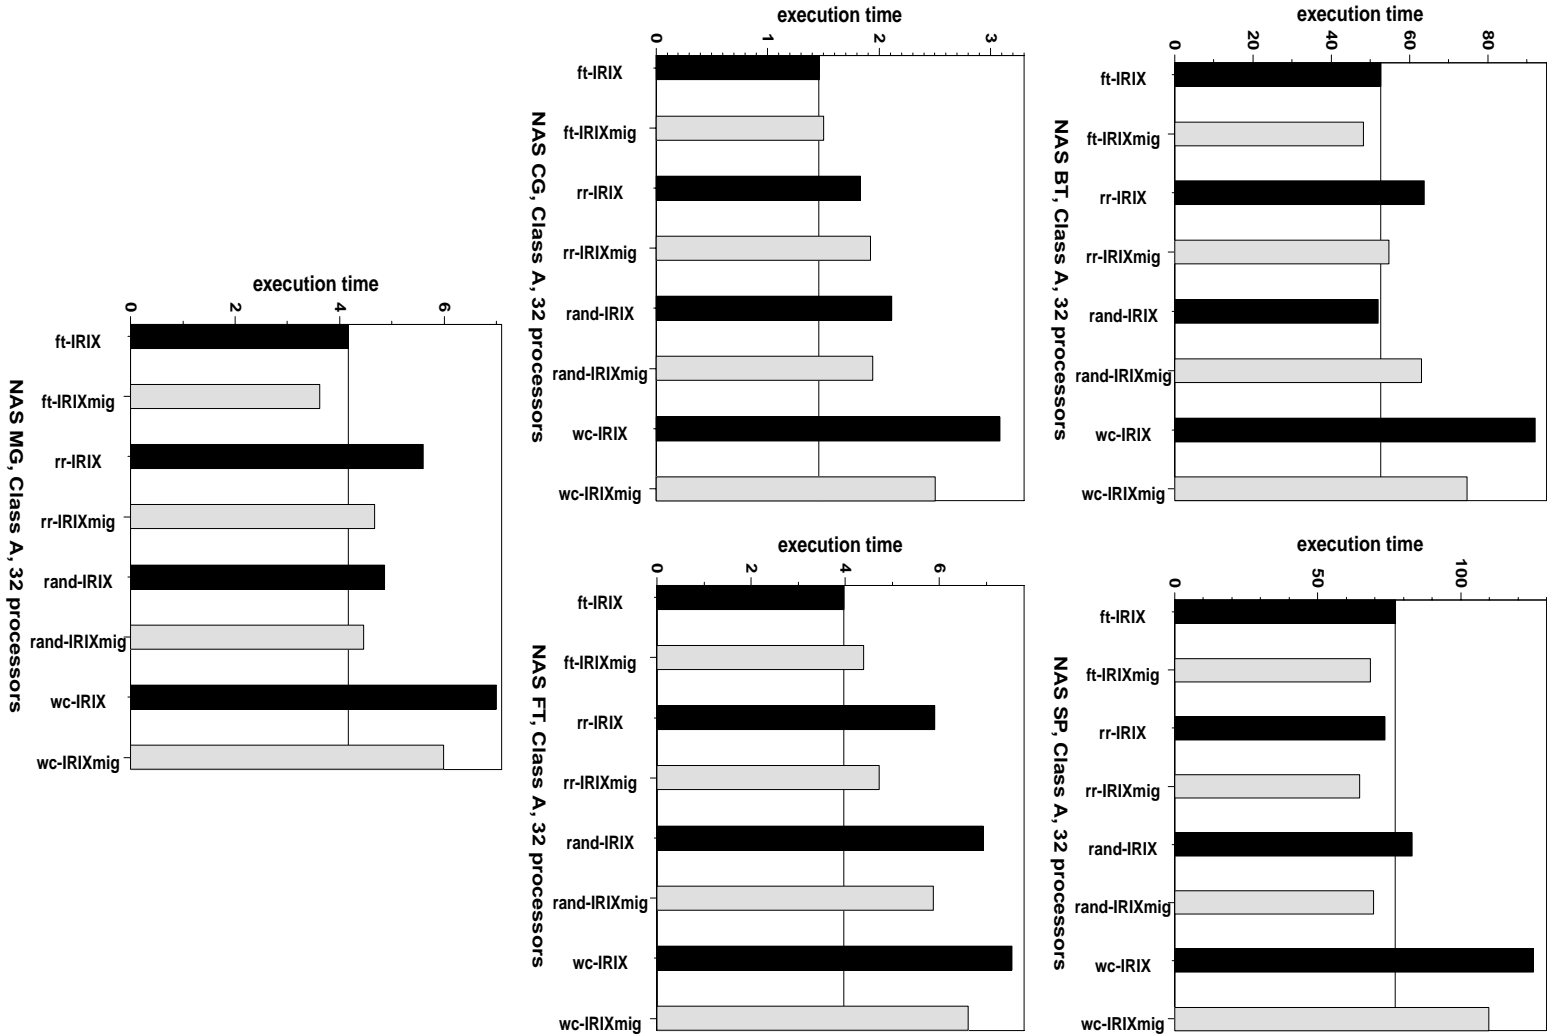 execution time
0 20 40 60 80
ft-IRIX
ft-IRIXmig
rr-IRIX
rr-IRIXmig
rand-IRIX
rand-IRIXmig
wc-IRIX
wc-IRIXmig
NAS BT, Class A, 32 processors
execution time
0 50 100
ft-IRIX
ft-IRIXmig
rr-IRIX
rr-IRIXmig
rand-IRIX
rand-IRIXmig
wc-IRIX
wc-IRIXmig
NAS SP, Class A, 32 processors
execution time
0 1 2 3
ft-IRIX
ft-IRIXmig
rr-IRIX
rr-IRIXmig
rand-IRIX
rand-IRIXmig
wc-IRIX
wc-IRIXmig
NAS CG, Class A, 32 processors
execution time
0 2 4 6
ft-IRIX
ft-IRIXmig
rr-IRIX
rr-IRIXmig
rand-IRIX
rand-IRIXmig
wc-IRIX
wc-IRIXmig
NAS FT, Class A, 32 processors
execution time
0 2 4 6
ft-IRIX
ft-IRIXmig
rr-IRIX
rr-IRIXmig
rand-IRIX
rand-IRIXmig
wc-IRIX
wc-IRIXmig
NAS MG, Class A, 32 processors